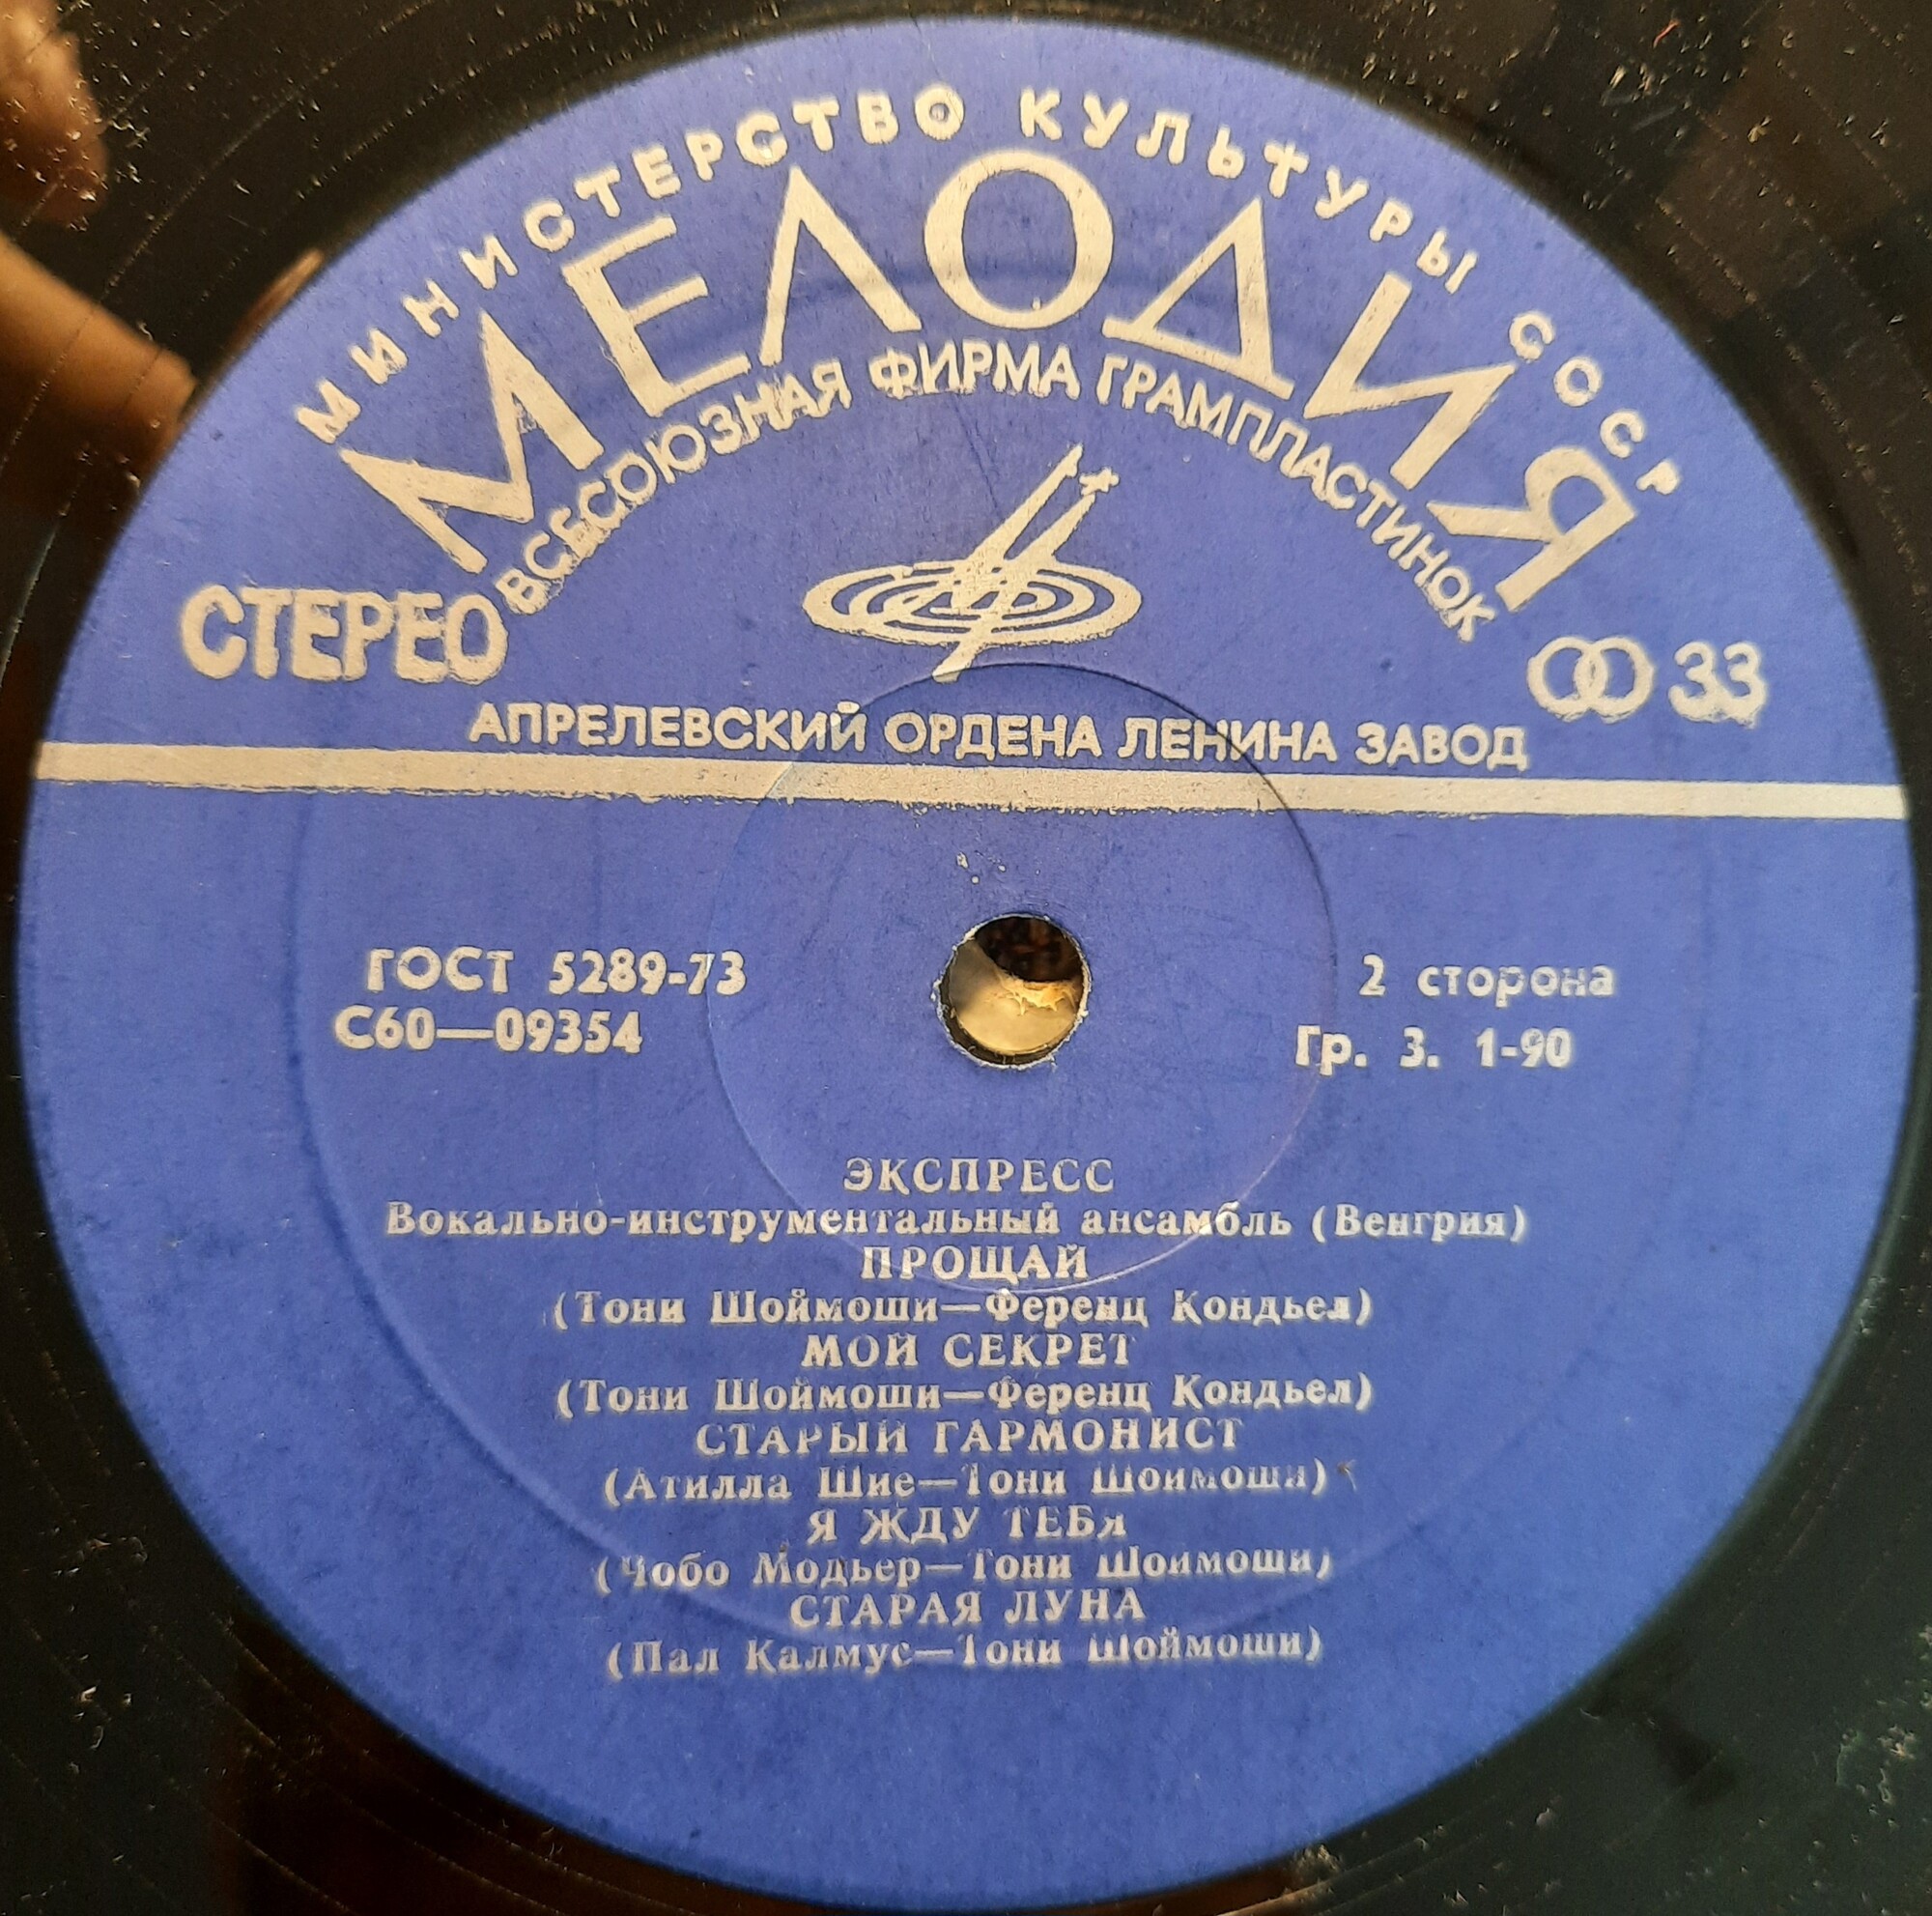 МИНИСТЕРСТВО КУЛЬТУРЫ СССР
МЕЛОДИЯ
ВСЕСОЮЗНАЯ ФИРМА ГРАМПЛАСТИНОК
СТЕРЕО
33
АПРЕЛЕВСКИЙ ОРДЕНА ЛЕНИНА ЗАВОД
ГОСТ 5289-73
2 сторона
С60—09354
Гр. 3. 1-90
ЭКСПРЕСС
Вокально-инструментальный ансамбль (Венгрия)
ПРОЩАЙ
(Тони Шоймоши—Ференц Кондьел)
МОЙ СЕКРЕТ
(Тони Шоймоши—Ференц Кондьел)
СТАРЫЙ ГАРМОНИСТ
(Атилла Шие—Тони Шоймоши)
Я ЖДУ ТЕБЯ
(Чобо Модьер—Тони Шоймоши)
СТАРАЯ ЛУНА
(Пал Калмус—Тони Шоймоши)